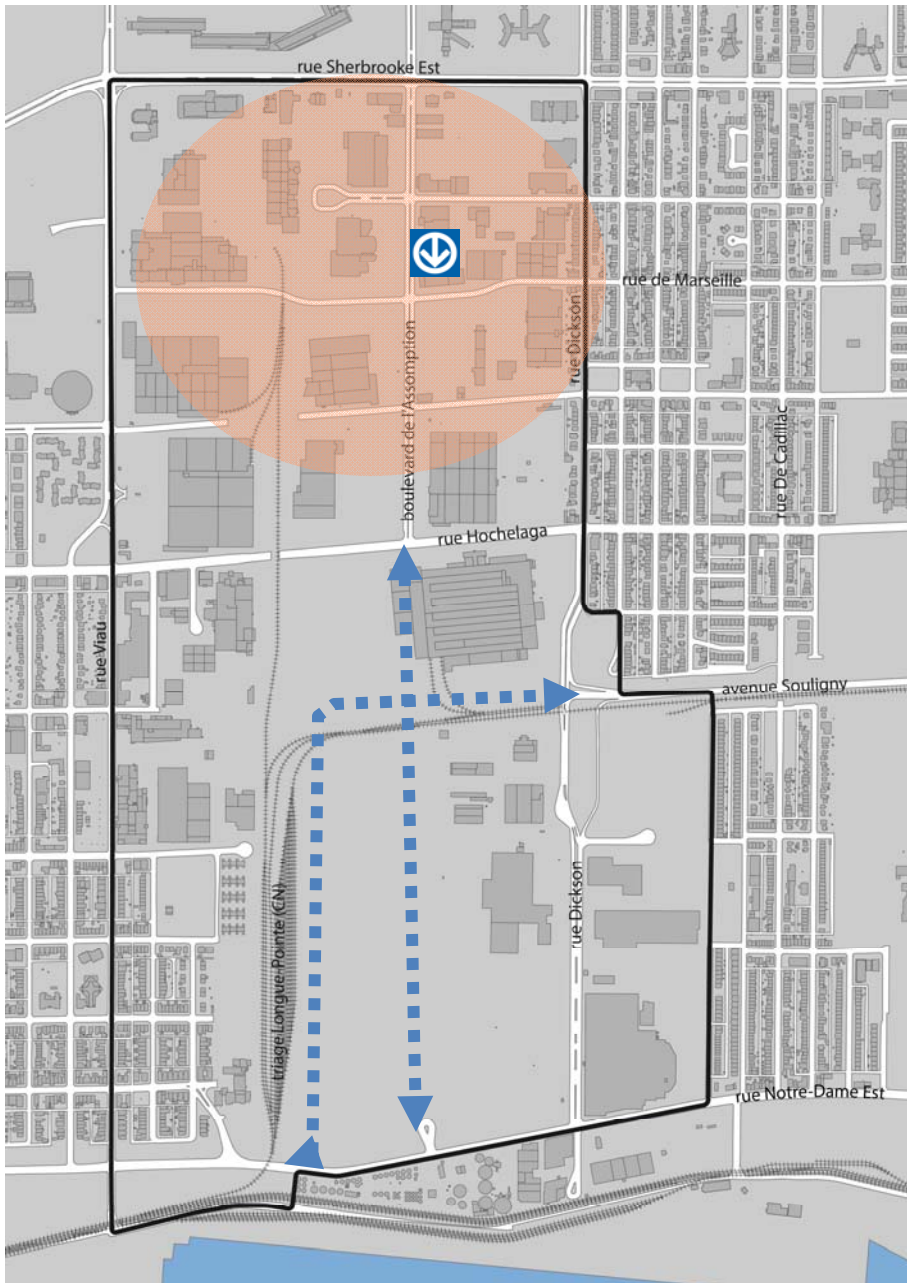 rue Sherbrooke Est
rue de Marseille
rue Dickson
boulevard de l'Assomption
rue De Cadillac
rue Hochelaga
rue Viau
avenue Souligny
triage Longue-Pointe (CN)
rue Dickson
rue Notre-Dame Est